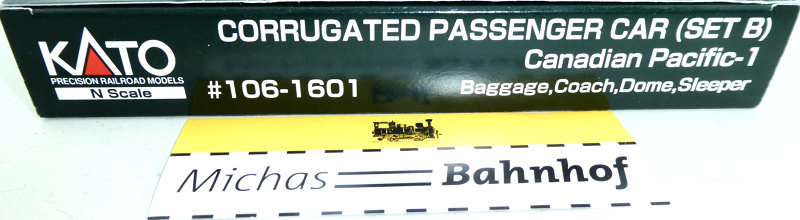 KATO
PRECISION RAILROAD MODELS
N Scale
CORRUGATED PASSENGER CAR (SET B)
Canadian Pacific-1
#106-1601
Baggage,Coach,Dome,Sleeper
Michas Bahnhof